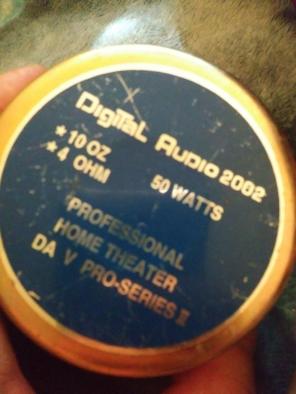 DIGITAL AUDIO 2002
★ 10 OZ
★ 4 OHM 50 WATTS
PROFESSIONAL
HOME THEATER
DA V PRO-SERIES II